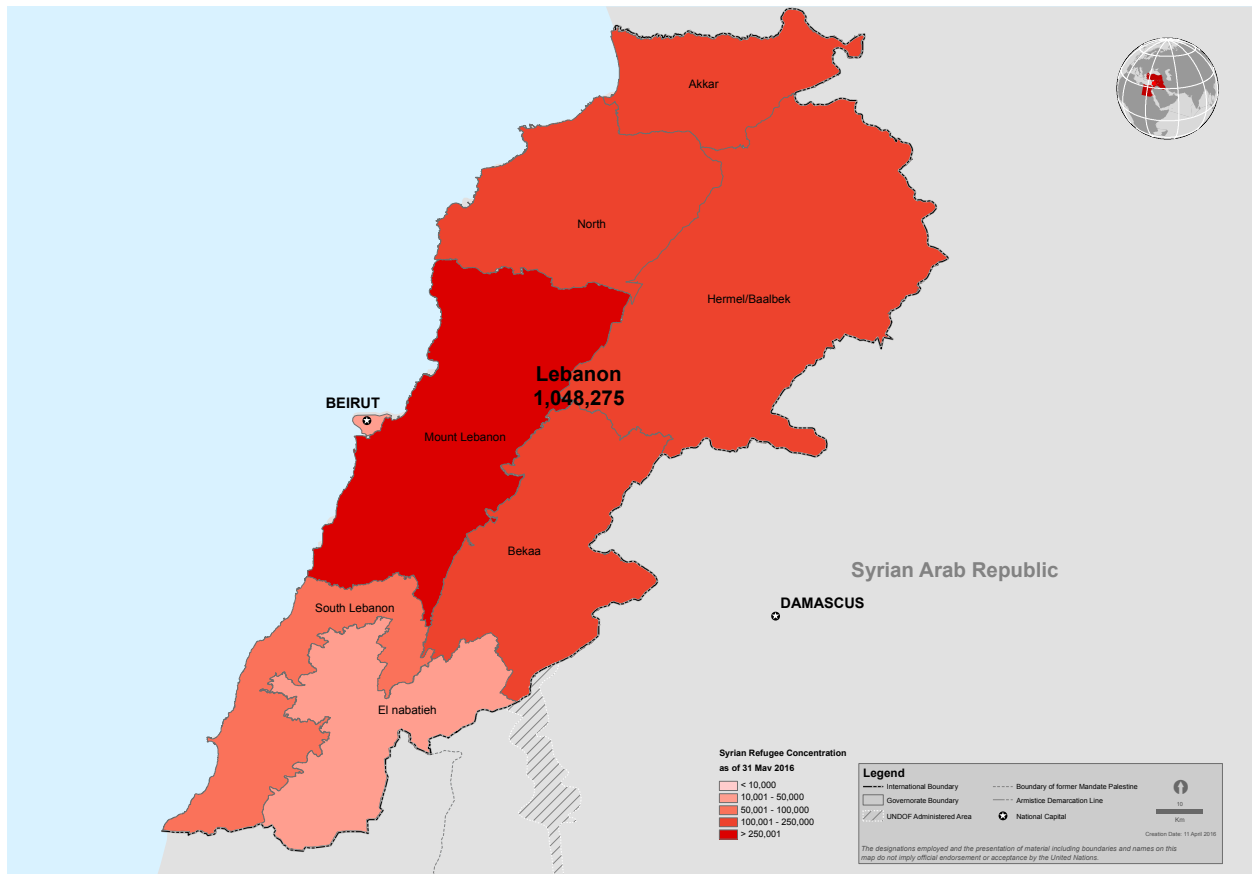 Akkar
North
Hermel/Baalbek
Lebanon
1,048,275
BEIRUT
Mount Lebanon
Bekaa
Syrian Arab Republic
DAMASCUS
South Lebanon
El nabatieh
Syrian Refugee Concentration
as of 31 May 2016
< 10,000
10,001 - 50,000
50,001 - 100,000
100,001 - 250,000
> 250,001
Legend
International Boundary
Governorate Boundary
UNDOF Administered Area
Boundary of former Mandate Palestine
Armistice Demarcation Line
National Capital
10
Km
Creation Date: 11 April 2016
The designations employed and the presentation of material including boundaries and names on this
map do not imply official endorsement or acceptance by the United Nations.